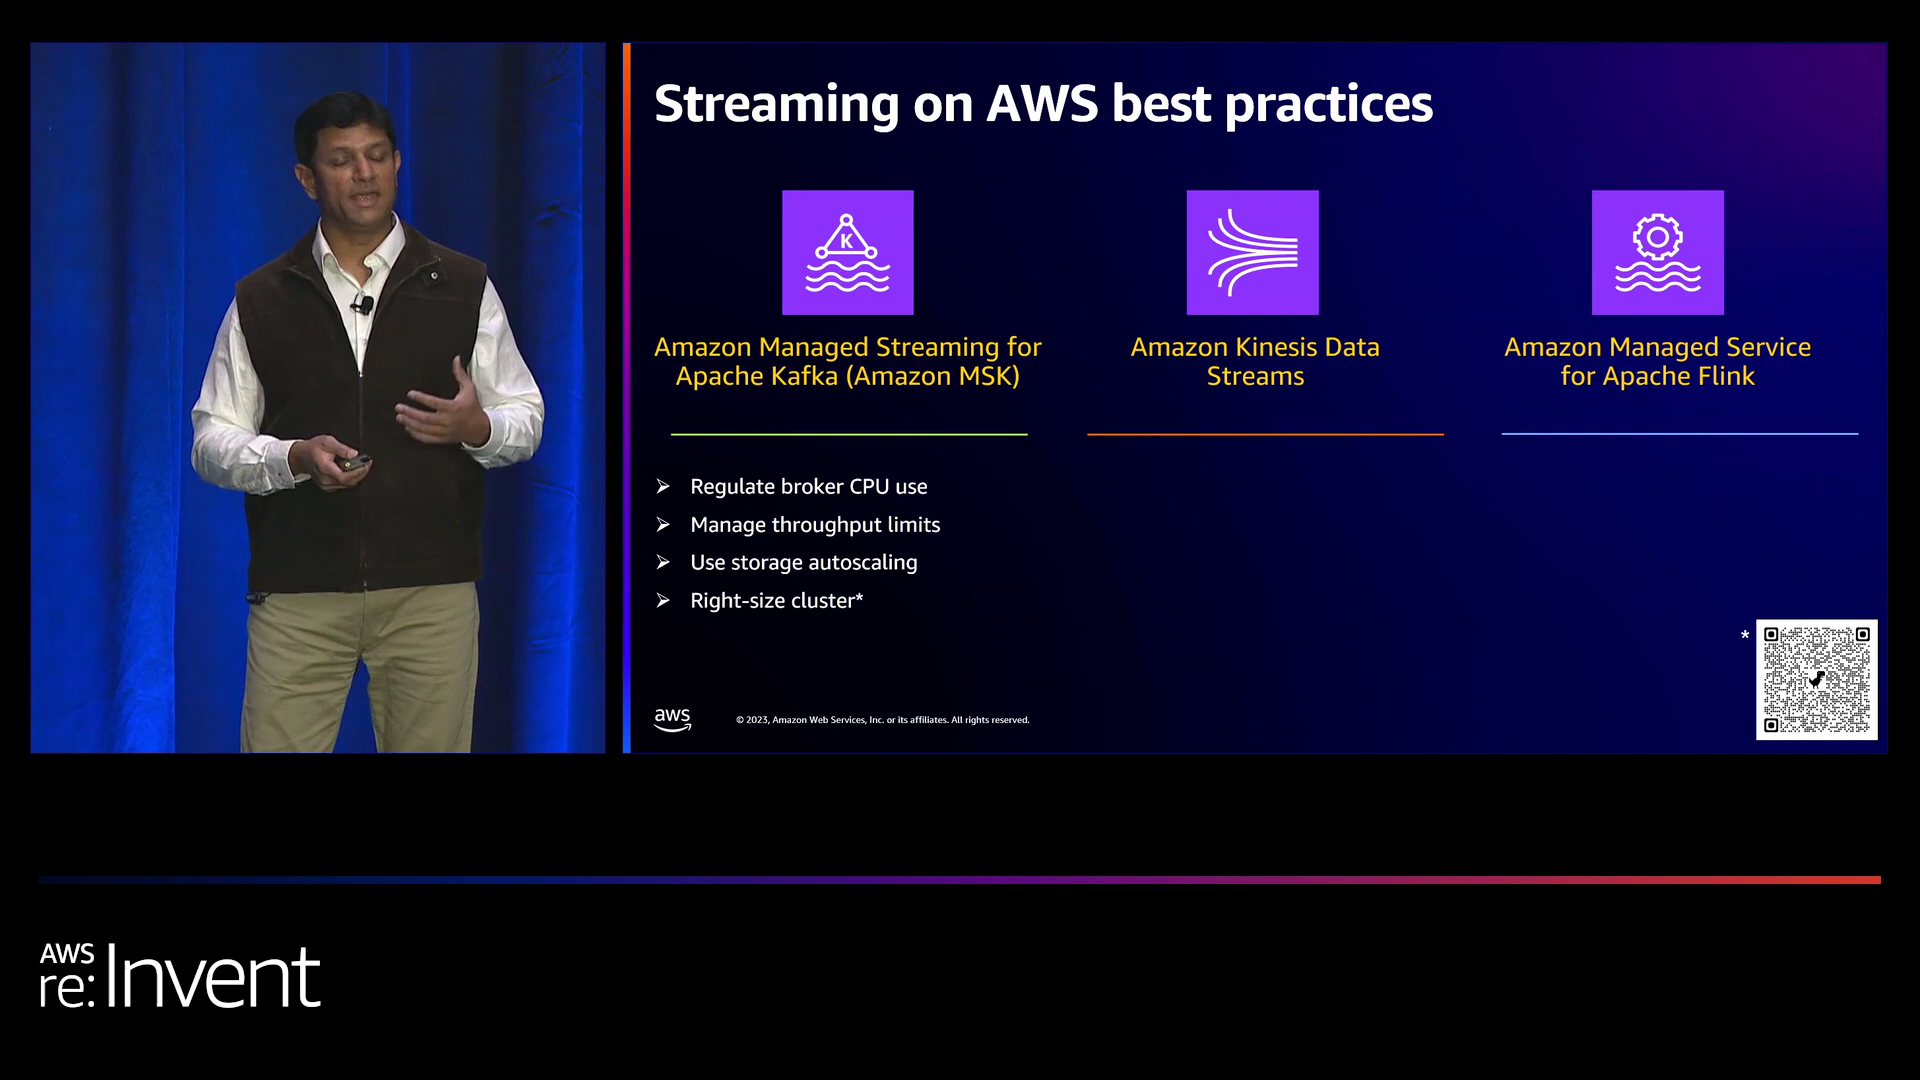 Streaming on AWS best practices
K
Amazon Managed Streaming for
Apache Kafka (Amazon MSK)
Amazon Kinesis Data
Streams
Amazon Managed Service
for Apache Flink
Regulate broker CPU use
Manage throughput limits
Use storage autoscaling
Right-size cluster*
*
aws
© 2023, Amazon Web Services, Inc. or its affiliates. All rights reserved.
AWS
re:Invent